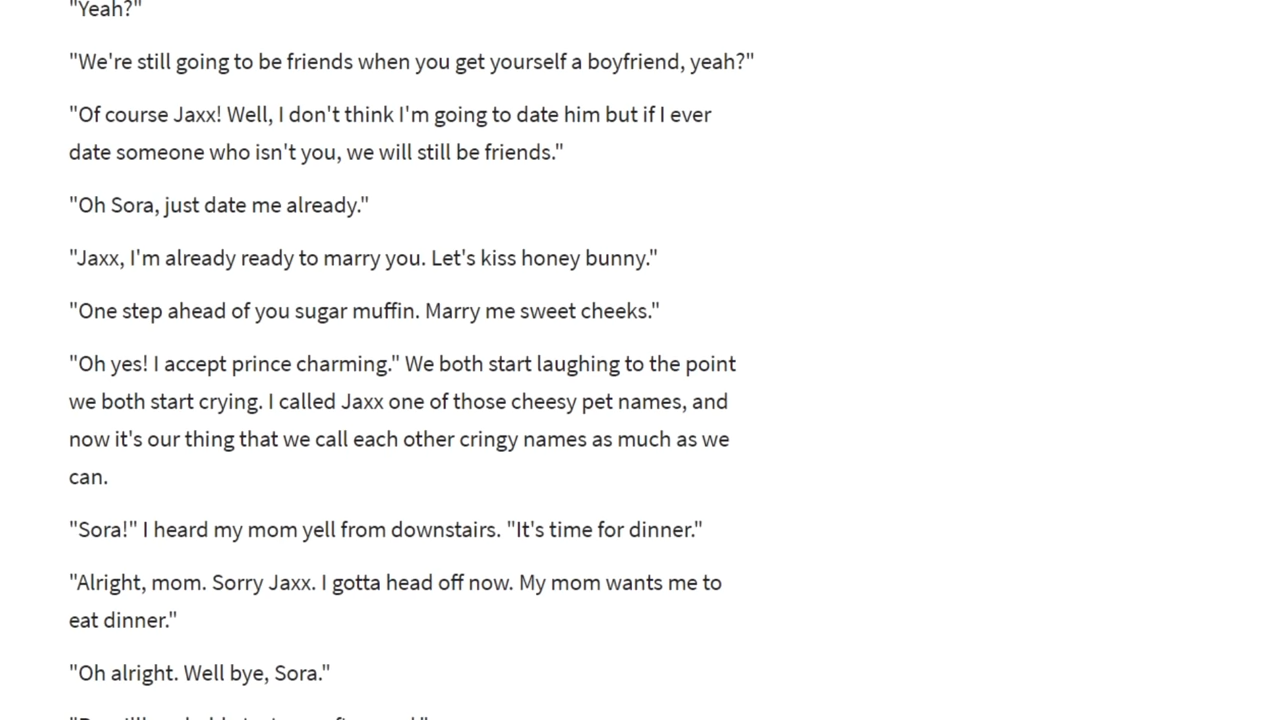 "Yeah?"
"We're still going to be friends when you get yourself a boyfriend, yeah?"
"Of course Jaxx! Well, I don't think I'm going to date him but if I ever
date someone who isn't you, we will still be friends."
"Oh Sora, just date me already."
"Jaxx, I'm already ready to marry you. Let's kiss honey bunny."
"One step ahead of you sugar muffin. Marry me sweet cheeks."
"Oh yes! I accept prince charming." We both start laughing to the point
we both start crying. I called Jaxx one of those cheesy pet names, and
now it's our thing that we call each other cringy names as much as we
can.
"Sora!" I heard my mom yell from downstairs. "It's time for dinner."
"Alright, mom. Sorry Jaxx. I gotta head off now. My mom wants me to
eat dinner."
"Oh alright. Well bye, Sora."